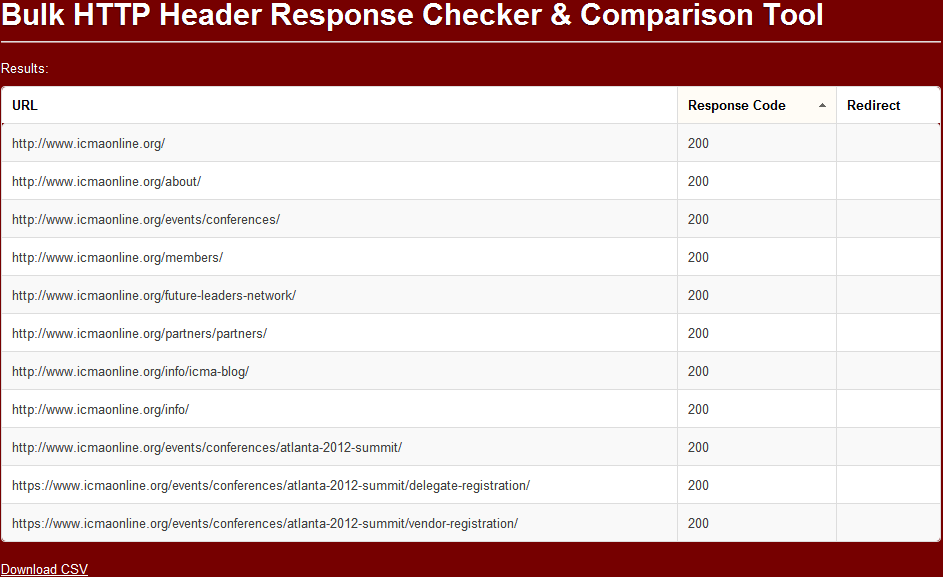 Bulk HTTP Header Response Checker & Comparison Tool
Results:
URL Response Code Redirect
http://www.icmaonline.org/ 200
http://www.icmaonline.org/about/ 200
http://www.icmaonline.org/events/conferences/ 200
http://www.icmaonline.org/members/ 200
http://www.icmaonline.org/future-leaders-network/ 200
http://www.icmaonline.org/partners/partners/ 200
http://www.icmaonline.org/info/icma-blog/ 200
http://www.icmaonline.org/info/ 200
http://www.icmaonline.org/events/conferences/atlanta-2012-summit/ 200
https://www.icmaonline.org/events/conferences/atlanta-2012-summit/delegate-registration/ 200
https://www.icmaonline.org/events/conferences/atlanta-2012-summit/vendor-registration/ 200
Download CSV